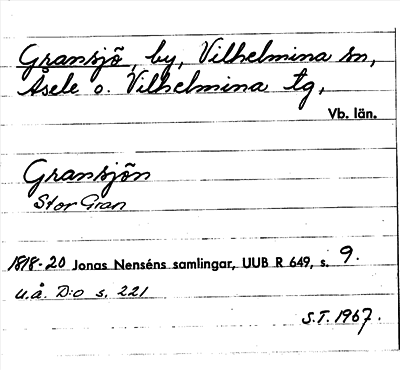 Gransjö, by, Vilhelmina sn,
Åsele o. Vilhelmina tg,
Vb. län.
Gransjön
Stor Gran
1818-20 Jonas Nenséns samlingar, UUB R 649, s. 9.
u.å. D:o s. 221
S.T. 1967.